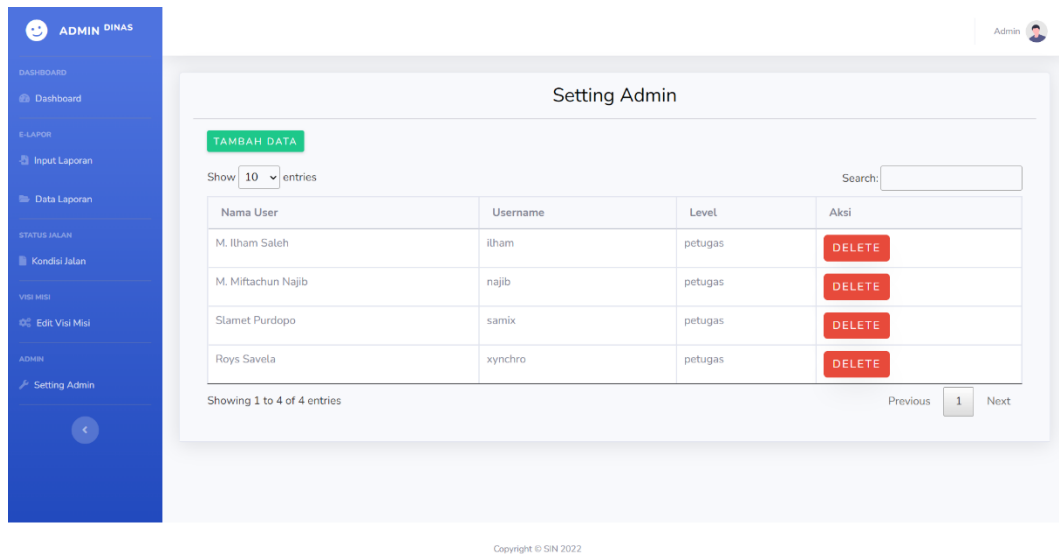 ADMIN DINAS
Admin
DASHBOARD
Dashboard
E-LAPOR
Input Laporan
Data Laporan
STATUS JALAN
Kondisi Jalan
VISI MISI
Edit Visi Misi
ADMIN
Setting Admin
Setting Admin
TAMBAH DATA
Show 10 entries
Search:
Nama User Username Level Aksi
M. Ilham Saleh ilham petugas DELETE
M. Miftachun Najib najib petugas DELETE
Slamet Purdopo samix petugas DELETE
Roys Savela xynchro petugas DELETE
Showing 1 to 4 of 4 entries
Previous 1 Next
Copyright © SIN 2022